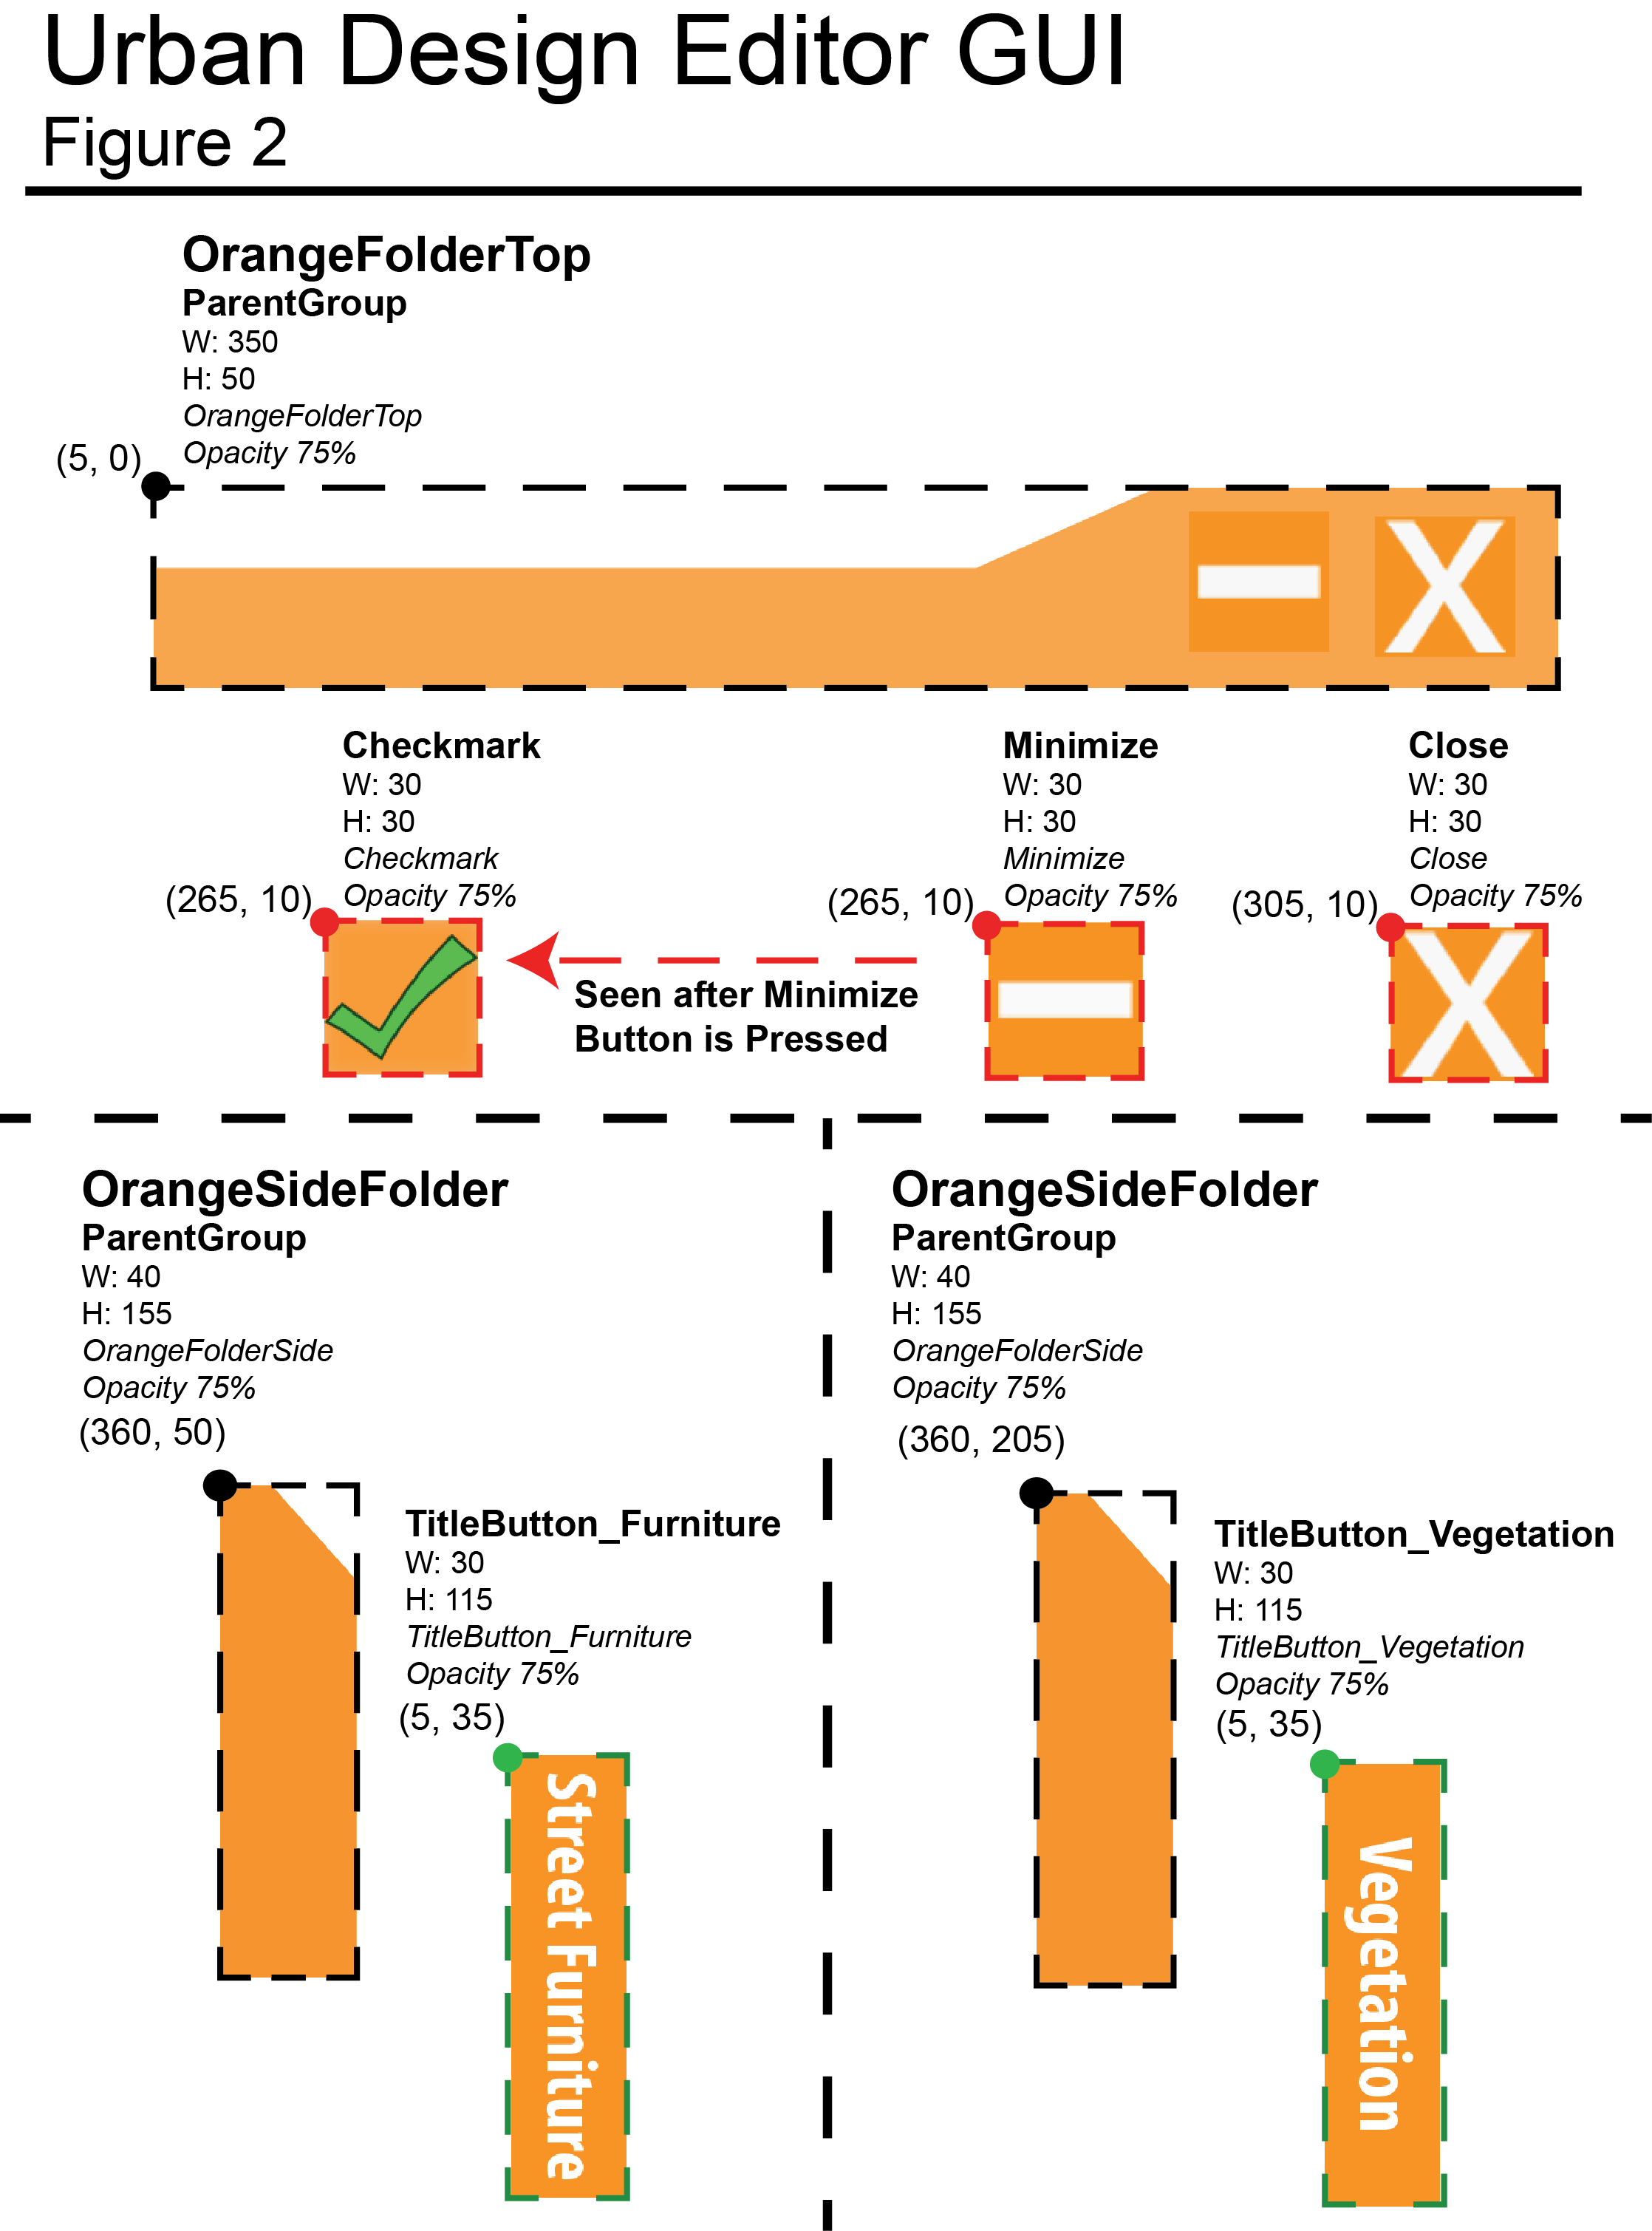 Urban Design Editor GUI
Figure 2
OrangeFolderTop
ParentGroup
W: 350
H: 50
OrangeFolderTop
Opacity 75%
(5, 0)
X
Checkmark
W: 30
H: 30
Checkmark
Opacity 75%
(265, 10)
Seen after Minimize
Button is Pressed
Minimize
W: 30
H: 30
Minimize
Opacity 75%
(265, 10)
Close
W: 30
H: 30
Close
Opacity 75%
(305, 10)
X
OrangeSideFolder
ParentGroup
W: 40
H: 155
OrangeFolderSide
Opacity 75%
(360, 50)
TitleButton_Furniture
W: 30
H: 115
TitleButton_Furniture
Opacity 75%
(5, 35)
Street Furniture
OrangeSideFolder
ParentGroup
W: 40
H: 155
OrangeFolderSide
Opacity 75%
(360, 205)
TitleButton_Vegetation
W: 30
H: 115
TitleButton_Vegetation
Opacity 75%
(5, 35)
Vegetation